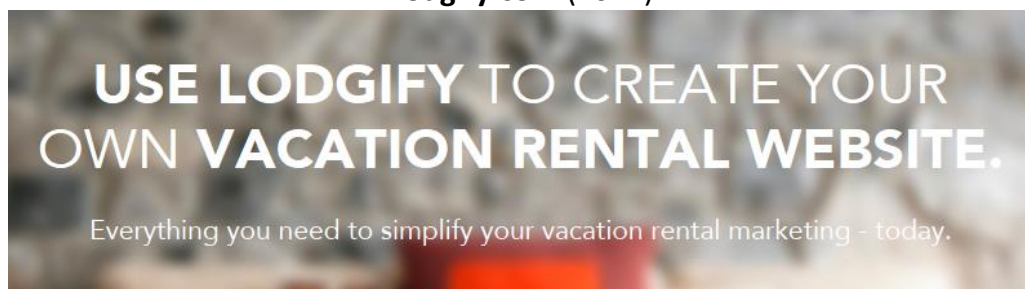 USE LODGIFY TO CREATE YOUR
OWN VACATION RENTAL WEBSITE.
Everything you need to simplify your vacation rental marketing - today.